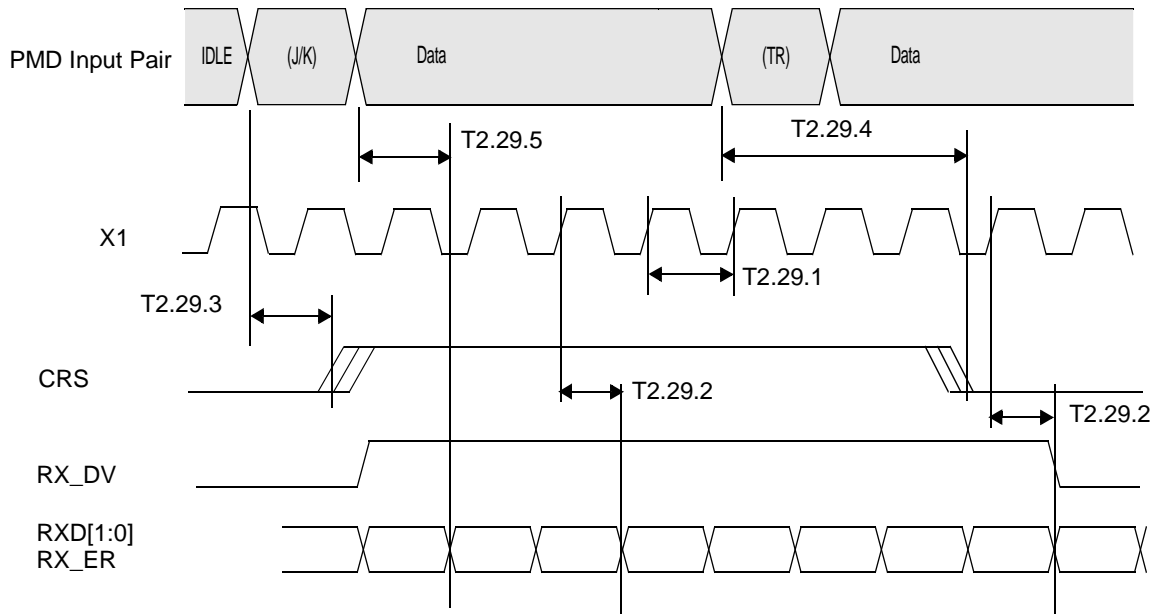 PMD Input Pair
IDLE
(J/K)
Data
(TR)
Data
T2.29.5
T2.29.4
X1
T2.29.1
T2.29.3
CRS
T2.29.2
T2.29.2
RX_DV
RXD[1:0]
RX_ER